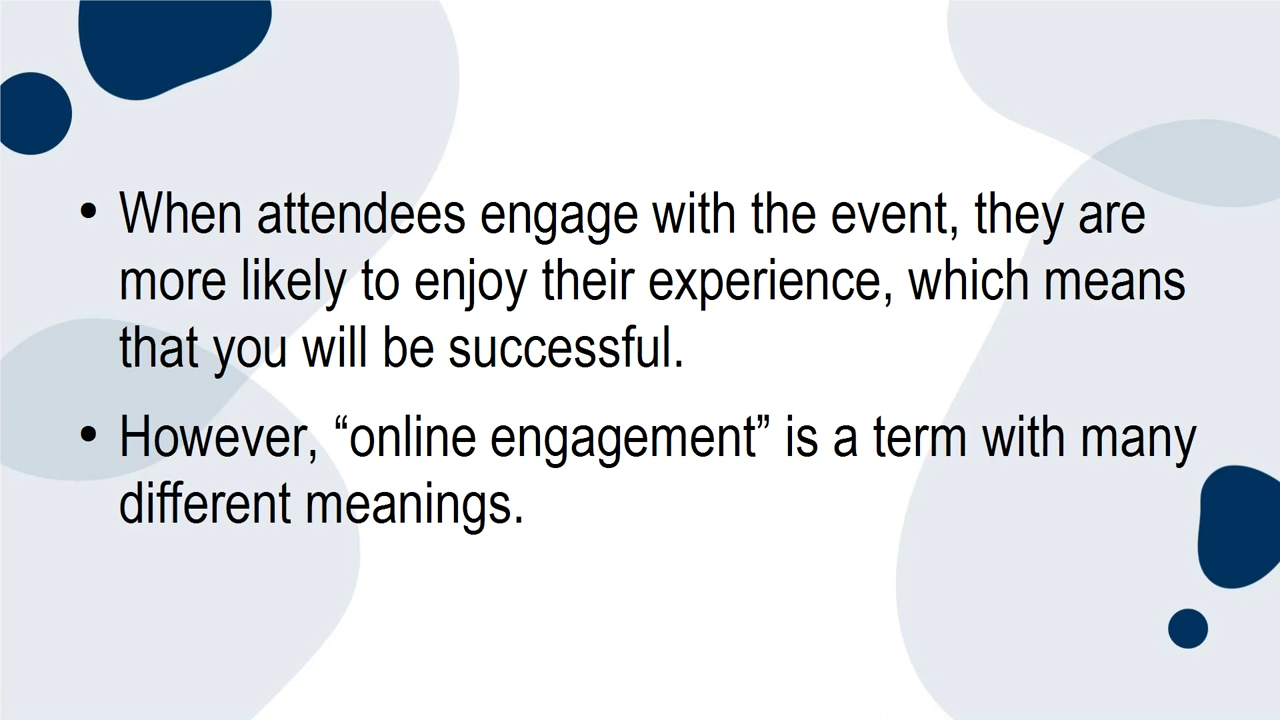 • When attendees engage with the event, they are
more likely to enjoy their experience, which means
that you will be successful.
• However, “online engagement” is a term with many
different meanings.